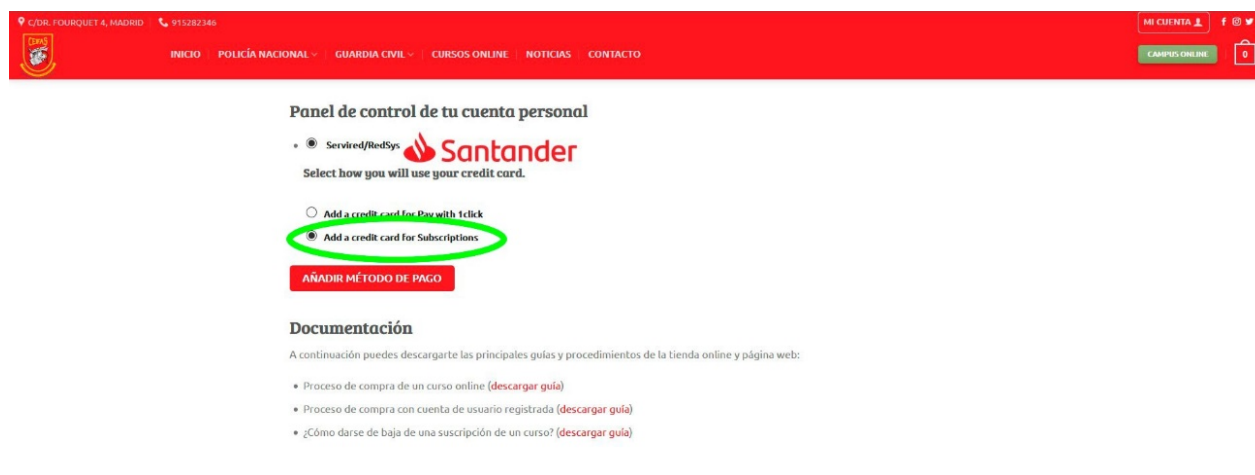 C/DR. FOURQUET 4, MADRID
915282346
MI CUENTA
CEFAS
INICIO
POLICÍA NACIONAL
GUARDIA CIVIL
CURSOS ONLINE
NOTICIAS
CONTACTO
CAMPUS ONLINE
0
Panel de control de tu cuenta personal
Servired/RedSys
Santander
Select how you will use your credit card.
Add a credit card for Pay with 1click
Add a credit card for Subscriptions
AÑADIR MÉTODO DE PAGO
Documentación
A continuación puedes descargarte las principales guías y procedimientos de la tienda online y página web:
Proceso de compra de un curso online (descargar guía)
Proceso de compra con cuenta de usuario registrada (descargar guía)
¿Cómo darse de baja de una suscripción de un curso? (descargar guía)